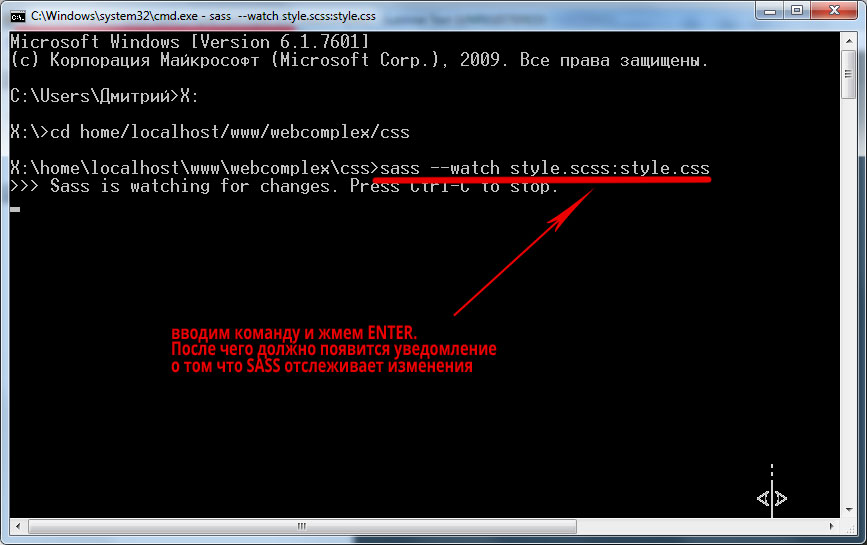 C:\Windows\system32\cmd.exe - sass --watch style.scss:style.css
Microsoft Windows [Version 6.1.7601]
(c) Корпорация Майкрософт (Microsoft Corp.), 2009. Все права защищены.
C:\Users\Дмитрий>X:
X:\>cd home/localhost/www/webcomplex/css
X:\home\localhost\www\webcomplex\css>sass --watch style.scss:style.css
>>> Sass is watching for changes. Press Ctrl-C to stop.
вводим команду и жмем ENTER.
После чего должно появится уведомление
о том что SASS отслеживает изменения